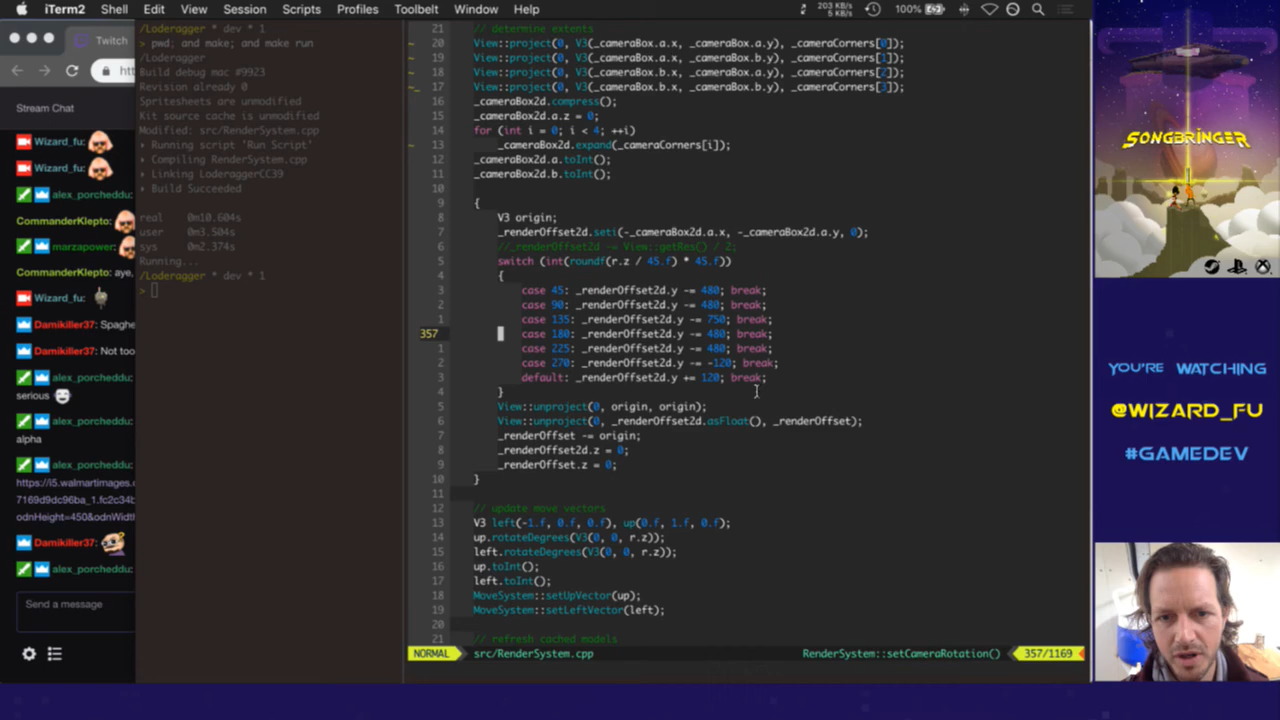 iTerm2 Shell Edit View Session Scripts Profiles Toolbelt Window Help
203 KB/s
5 KB/s
100%
Twitch
htt
Stream Chat
Wizard_fu:
Wizard_fu:
alex_porcheddu:
CommanderKlepto:
marzapower:
CommanderKlepto: aye,
Wizard_fu:
Damikiller37: Spaghe
Damikiller37: Not too
alex_porcheddu:
serious
alex_porcheddu:
alpha
alex_porcheddu:
https://i5.walmartimages.
7169d9dc96ba_1.fc2c34b
odnHeight=450&odnWidth
Damikiller37:
alex_porcheddu:
Send a message
/Loderagger * dev * 1
> pwd; and make; and make run
/Loderagger
Build debug mac #9923
Revision already 0
Spritesheets are unmodified
Kit source cache is unmodified
Modified: src/RenderSystem.cpp
▸ Running script 'Run Script'
▸ Compiling RenderSystem.cpp
▸ Linking LoderaggerCC39
▸ Build Succeeded
real 0m10.604s
user 0m3.504s
sys 0m2.374s
Running...
/Loderagger * dev * 1
>
21 // determine extents
20 View::project(0, V3(_cameraBox.a.x, _cameraBox.a.y), _cameraCorners[0]);
19 View::project(0, V3(_cameraBox.a.x, _cameraBox.b.y), _cameraCorners[1]);
18 View::project(0, V3(_cameraBox.b.x, _cameraBox.a.y), _cameraCorners[2]);
17 View::project(0, V3(_cameraBox.b.x, _cameraBox.b.y), _cameraCorners[3]);
16 _cameraBox2d.compress();
15 _cameraBox2d.a.z = 0;
14 for (int i = 0; i < 4; ++i)
13 _cameraBox2d.expand(_cameraCorners[i]);
12 _cameraBox2d.a.toInt();
11 _cameraBox2d.b.toInt();
10
9 {
8 V3 origin;
7 _renderOffset2d.seti(-_cameraBox2d.a.x, -_cameraBox2d.a.y, 0);
6 //_renderOffset2d -= View::getRes() / 2;
5 switch (int(roundf(r.z / 45.f) * 45.f))
4 {
3 case 45: _renderOffset2d.y -= 480; break;
2 case 90: _renderOffset2d.y -= 480; break;
1 case 135: _renderOffset2d.y -= 750; break;
357 case 180: _renderOffset2d.y -= 480; break;
1 case 225: _renderOffset2d.y -= 480; break;
2 case 270: _renderOffset2d.y -= -120; break;
3 default: _renderOffset2d.y += 120; break;
4 }
5 View::unproject(0, origin, origin);
6 View::unproject(0, _renderOffset2d.asFloat(), _renderOffset);
7 _renderOffset -= origin;
8 _renderOffset2d.z = 0;
9 _renderOffset.z = 0;
10 }
11
12 // update move vectors
13 V3 left(-1.f, 0.f, 0.f), up(0.f, 1.f, 0.f);
14 up.rotateDegrees(V3(0, 0, r.z));
15 left.rotateDegrees(V3(0, 0, r.z));
16 up.toInt();
17 left.toInt();
18 MoveSystem::setUpVector(up);
19 MoveSystem::setLeftVector(left);
20
21 // refresh cached models
NORMAL src/RenderSystem.cpp RenderSystem::setCameraRotation() 357/1169
SONGBRINGER
YOU'RE WATCHING
@WIZARD_FU
#GAMEDEV